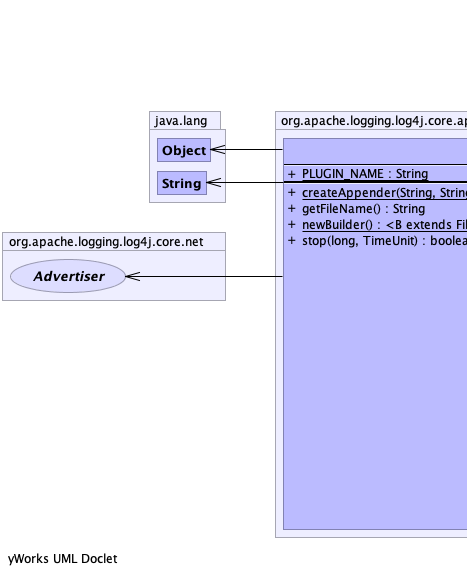 java.lang
Object
String
org.apache.logging.log4j.core.net
Advertiser
org.apache.logging.log4j.core.ap
+ PLUGIN_NAME : String
+ createAppender(String, String
+ getFileName() : String
+ newBuilder() : <B extends Fil
+ stop(long, TimeUnit) : boolea
yWorks UML Doclet